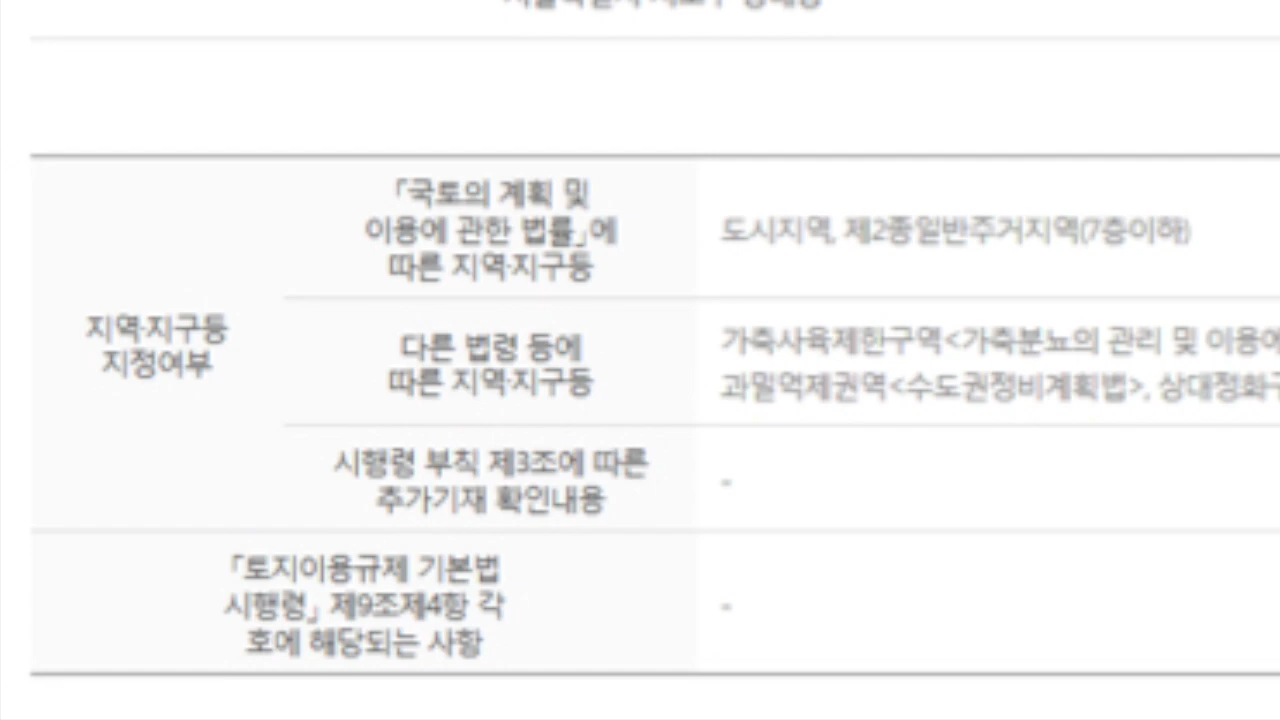 「국토의 계획 및
이용에 관한 법률」에
따른 지역·지구등
도시지역, 제2종일반주거지역(7층이하)
지역·지구등
지정여부
다른 법령 등에
따른 지역·지구등
가축사육제한구역<가축분뇨의 관리 및 이용에
과밀억제권역<수도권정비계획법>, 상대정화구
시행령 부칙 제3조에 따른
추가기재 확인내용
-
「토지이용규제 기본법
시행령」 제9조제4항 각
호에 해당되는 사항
-